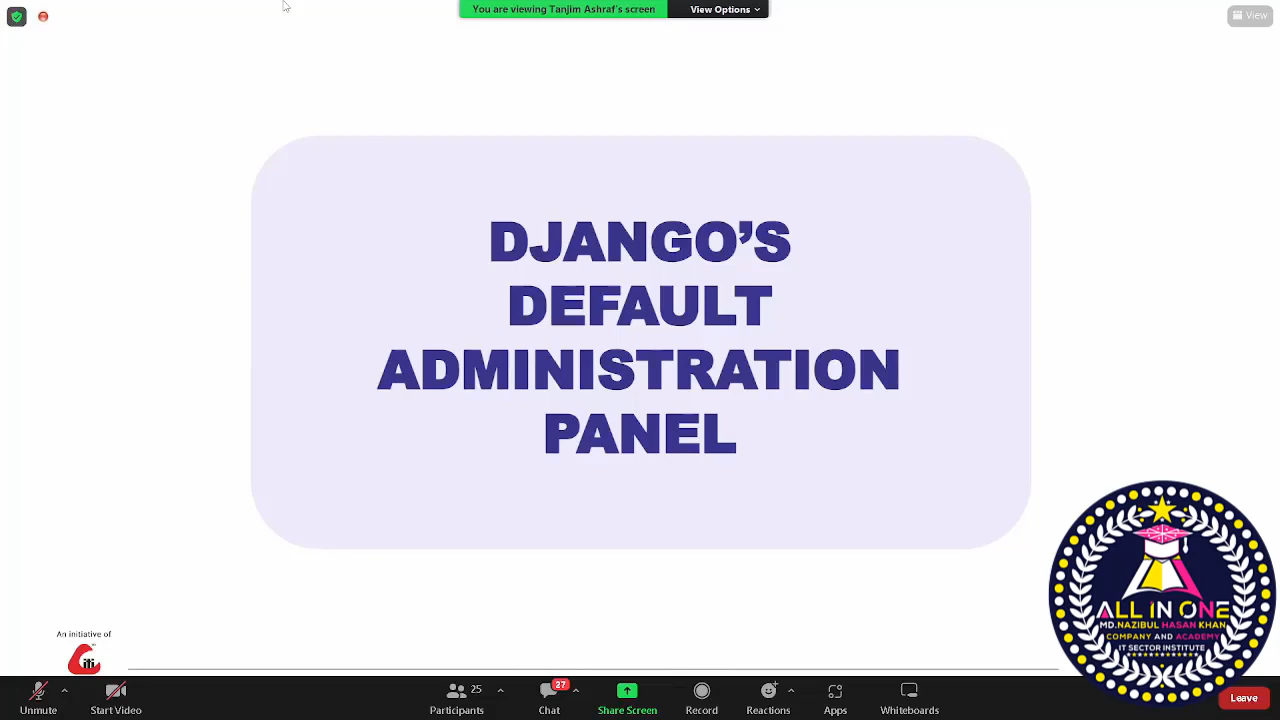 You are viewing Tanjim Ashraf's screen
View Options
View
DJANGO’S
DEFAULT
ADMINISTRATION
PANEL
An initiative of
iti
ALL IN ONE
MD.NAZIBUL HASAN KHAN
COMPANY AND ACADEMY
IT SECTOR INSTITUTE
Unmute
Start Video
25
Participants
27
Chat
Share Screen
Record
Reactions
Apps
Whiteboards
Leave